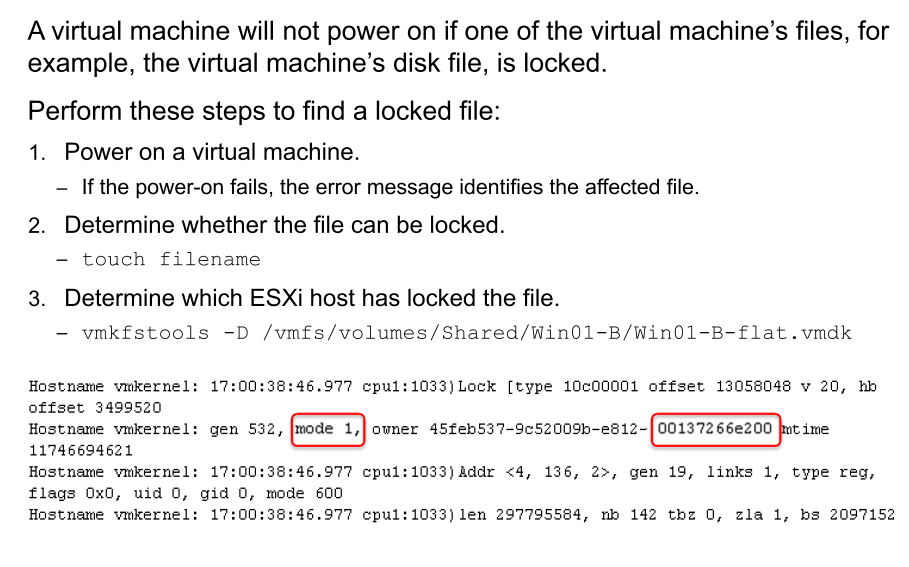 A virtual machine will not power on if one of the virtual machine’s files, for
example, the virtual machine’s disk file, is locked.
Perform these steps to find a locked file:
1. Power on a virtual machine.
– If the power-on fails, the error message identifies the affected file.
2. Determine whether the file can be locked.
– touch filename
3. Determine which ESXi host has locked the file.
– vmkfstools -D /vmfs/volumes/Shared/Win01-B/Win01-B-flat.vmdk
Hostname vmkernel: 17:00:38:46.977 cpu1:1033)Lock [type 10c00001 offset 13058048 v 20, hb
offset 3499520
Hostname vmkernel: gen 532, mode 1, owner 45feb537-9c52009b-e812-00137266e200 mtime
11746694621
Hostname vmkernel: 17:00:38:46.977 cpu1:1033)Addr <4, 136, 2>, gen 19, links 1, type reg,
flags 0x0, uid 0, gid 0, mode 600
Hostname vmkernel: 17:00:38:46.977 cpu1:1033)len 297795584, nb 142 tbz 0, zla 1, bs 2097152